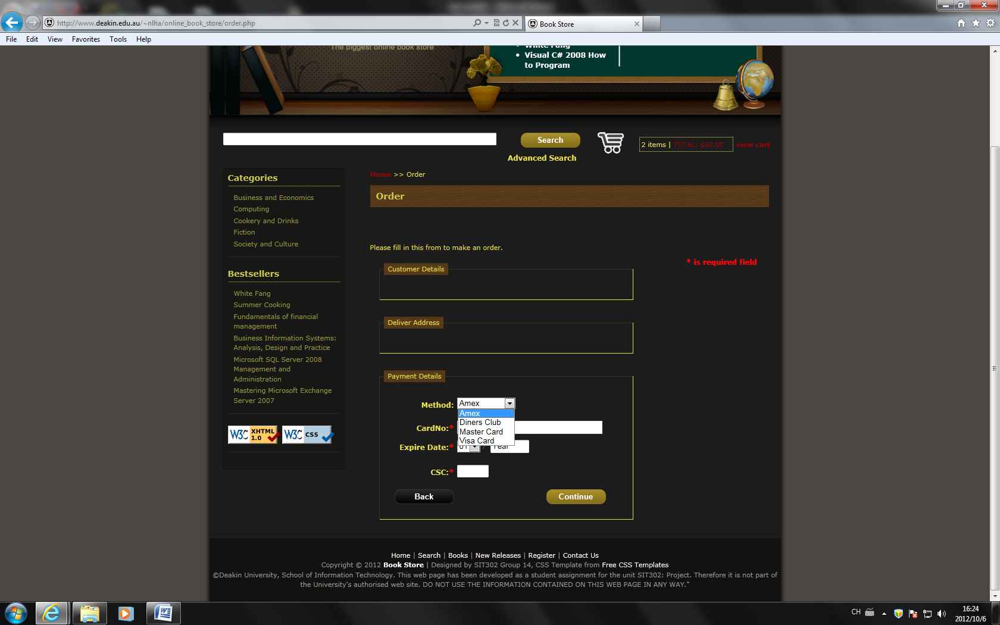 http://www.deakin.edu.au/~nlha/online_book_store/order.php
Book Store
File Edit View Favorites Tools Help
The biggest online book store
White Fang
Visual C# 2008 How
to Program
Search
Advanced Search
2 items | TOTAL: $60.00 view cart
Home >> Order
Categories
Business and Economics
Computing
Cookery and Drinks
Fiction
Society and Culture
Bestsellers
White Fang
Summer Cooking
Fundamentals of financial
management
Business Information Systems:
Analysis, Design and Practice
Microsoft SQL Server 2008
Management and
Administration
Mastering Microsoft Exchange
Server 2007
W3C XHTML 1.0
W3C CSS
Order
Please fill in this from to make an order.
* is required field
Customer Details
Deliver Address
Payment Details
Method: Amex
Amex
Diners Club
Master Card
Visa Card
CardNo:*
Expire Date:* 01 / Year
CSC:*
Back Continue
Home | Search | Books | New Releases | Register | Contact Us
Copyright © 2012 Book Store | Designed by SIT302 Group 14, CSS Template from Free CSS Templates
©Deakin University, School of Information Technology. This web page has been developed as a student assignment for the unit SIT302: Project. Therefore it is not part of
the University's authorised web site. DO NOT USE THE INFORMATION CONTAINED ON THIS WEB PAGE IN ANY WAY."
CH
16:24
2012/10/6